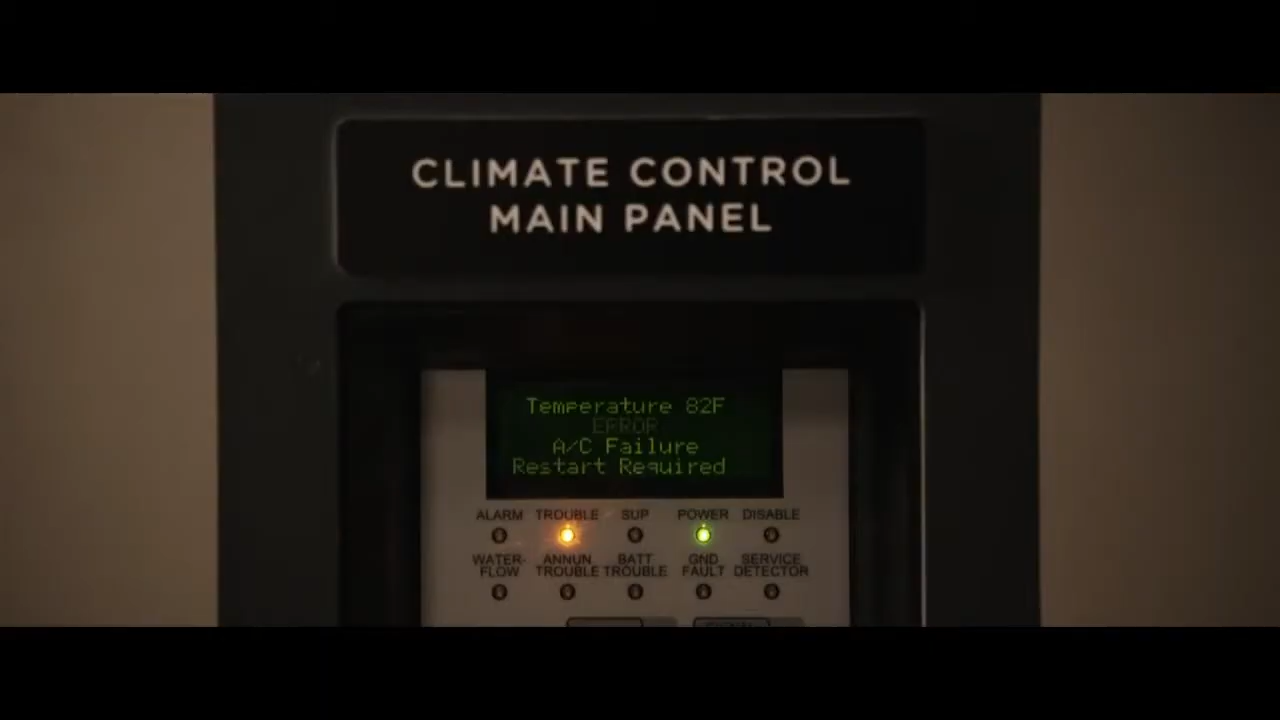 CLIMATE CONTROL
MAIN PANEL
Temperature 82F
ERROR
A/C Failure
Restart Required
ALARM TROUBLE SUP POWER DISABLE
WATER- ANNUN BATT GND SERVICE
FLOW TROUBLE TROUBLE FAULT DETECTOR